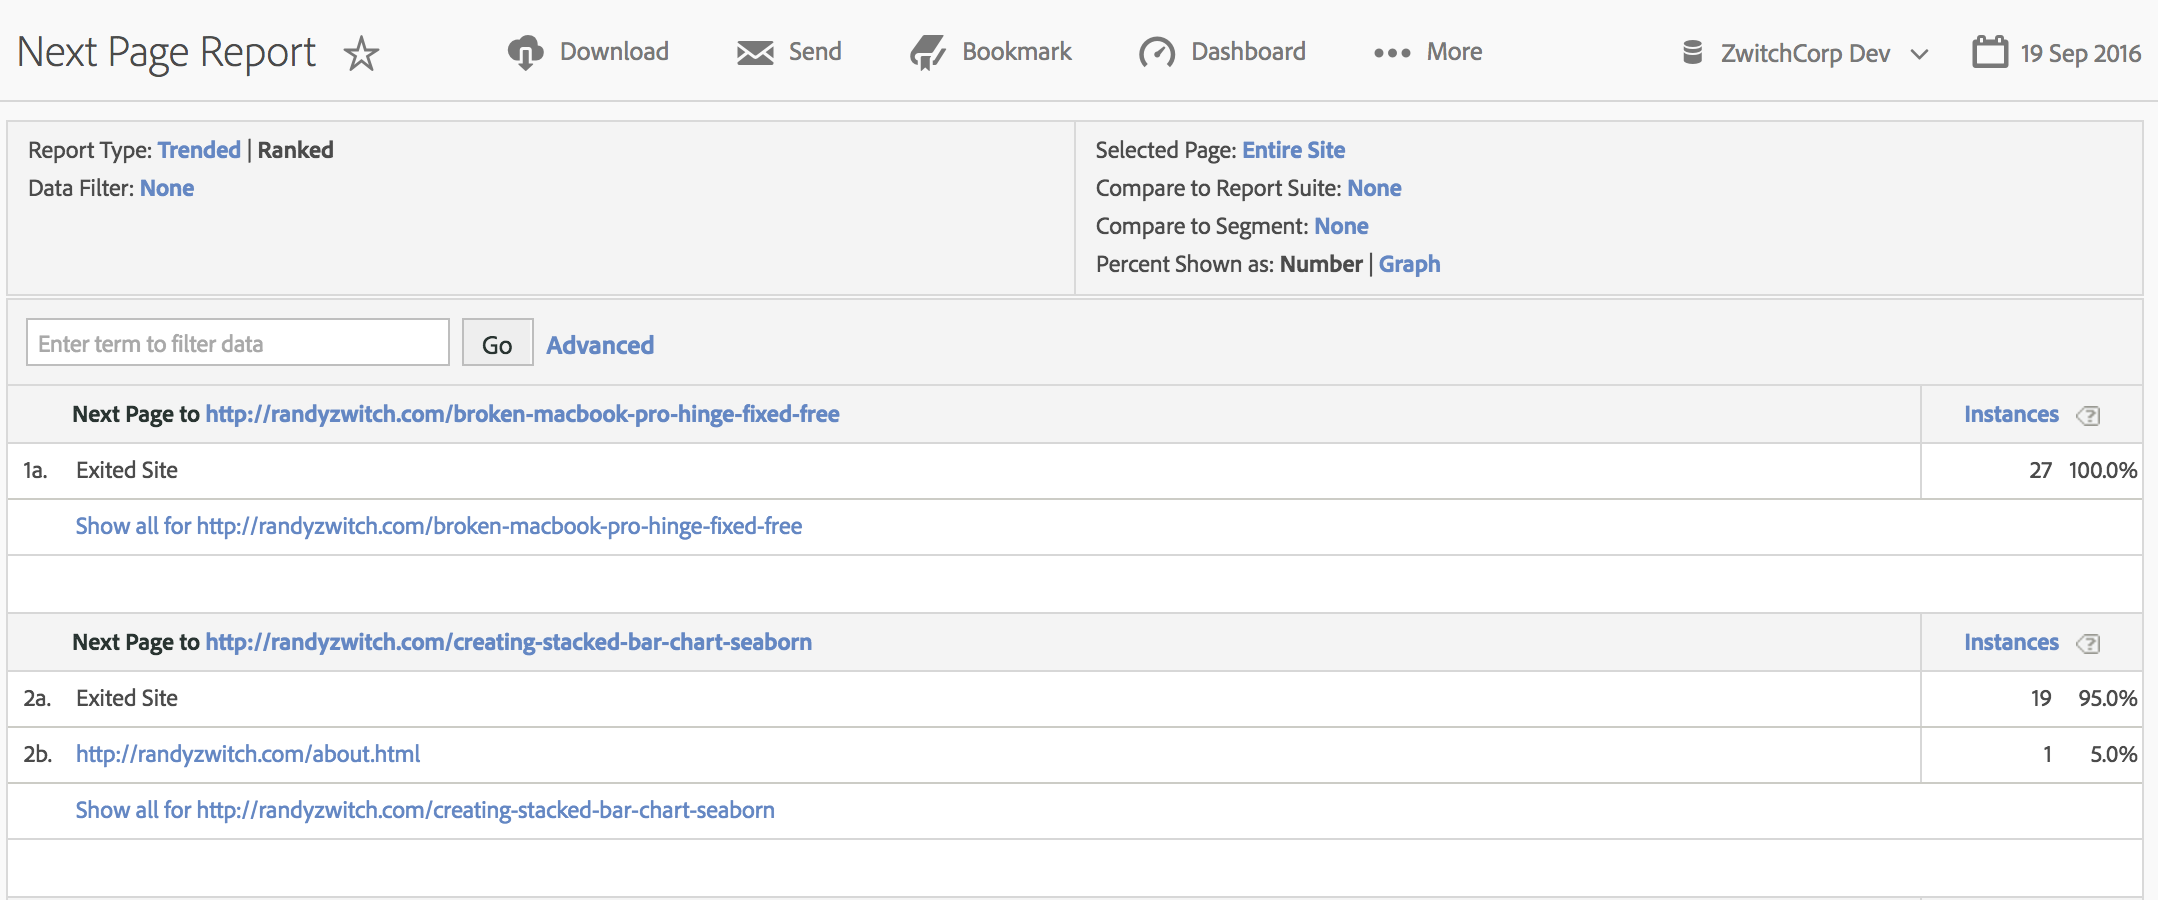 Next Page Report Download Send Bookmark Dashboard More ZwitchCorp Dev 19 Sep 2016
Report Type: Trended | Ranked
Data Filter: None
Selected Page: Entire Site
Compare to Report Suite: None
Compare to Segment: None
Percent Shown as: Number | Graph
Enter term to filter data Go Advanced
Next Page to http://randyzwitch.com/broken-macbook-pro-hinge-fixed-free Instances ?
1a. Exited Site 27 100.0%
Show all for http://randyzwitch.com/broken-macbook-pro-hinge-fixed-free
Next Page to http://randyzwitch.com/creating-stacked-bar-chart-seaborn Instances ?
2a. Exited Site 19 95.0%
2b. http://randyzwitch.com/about.html 1 5.0%
Show all for http://randyzwitch.com/creating-stacked-bar-chart-seaborn